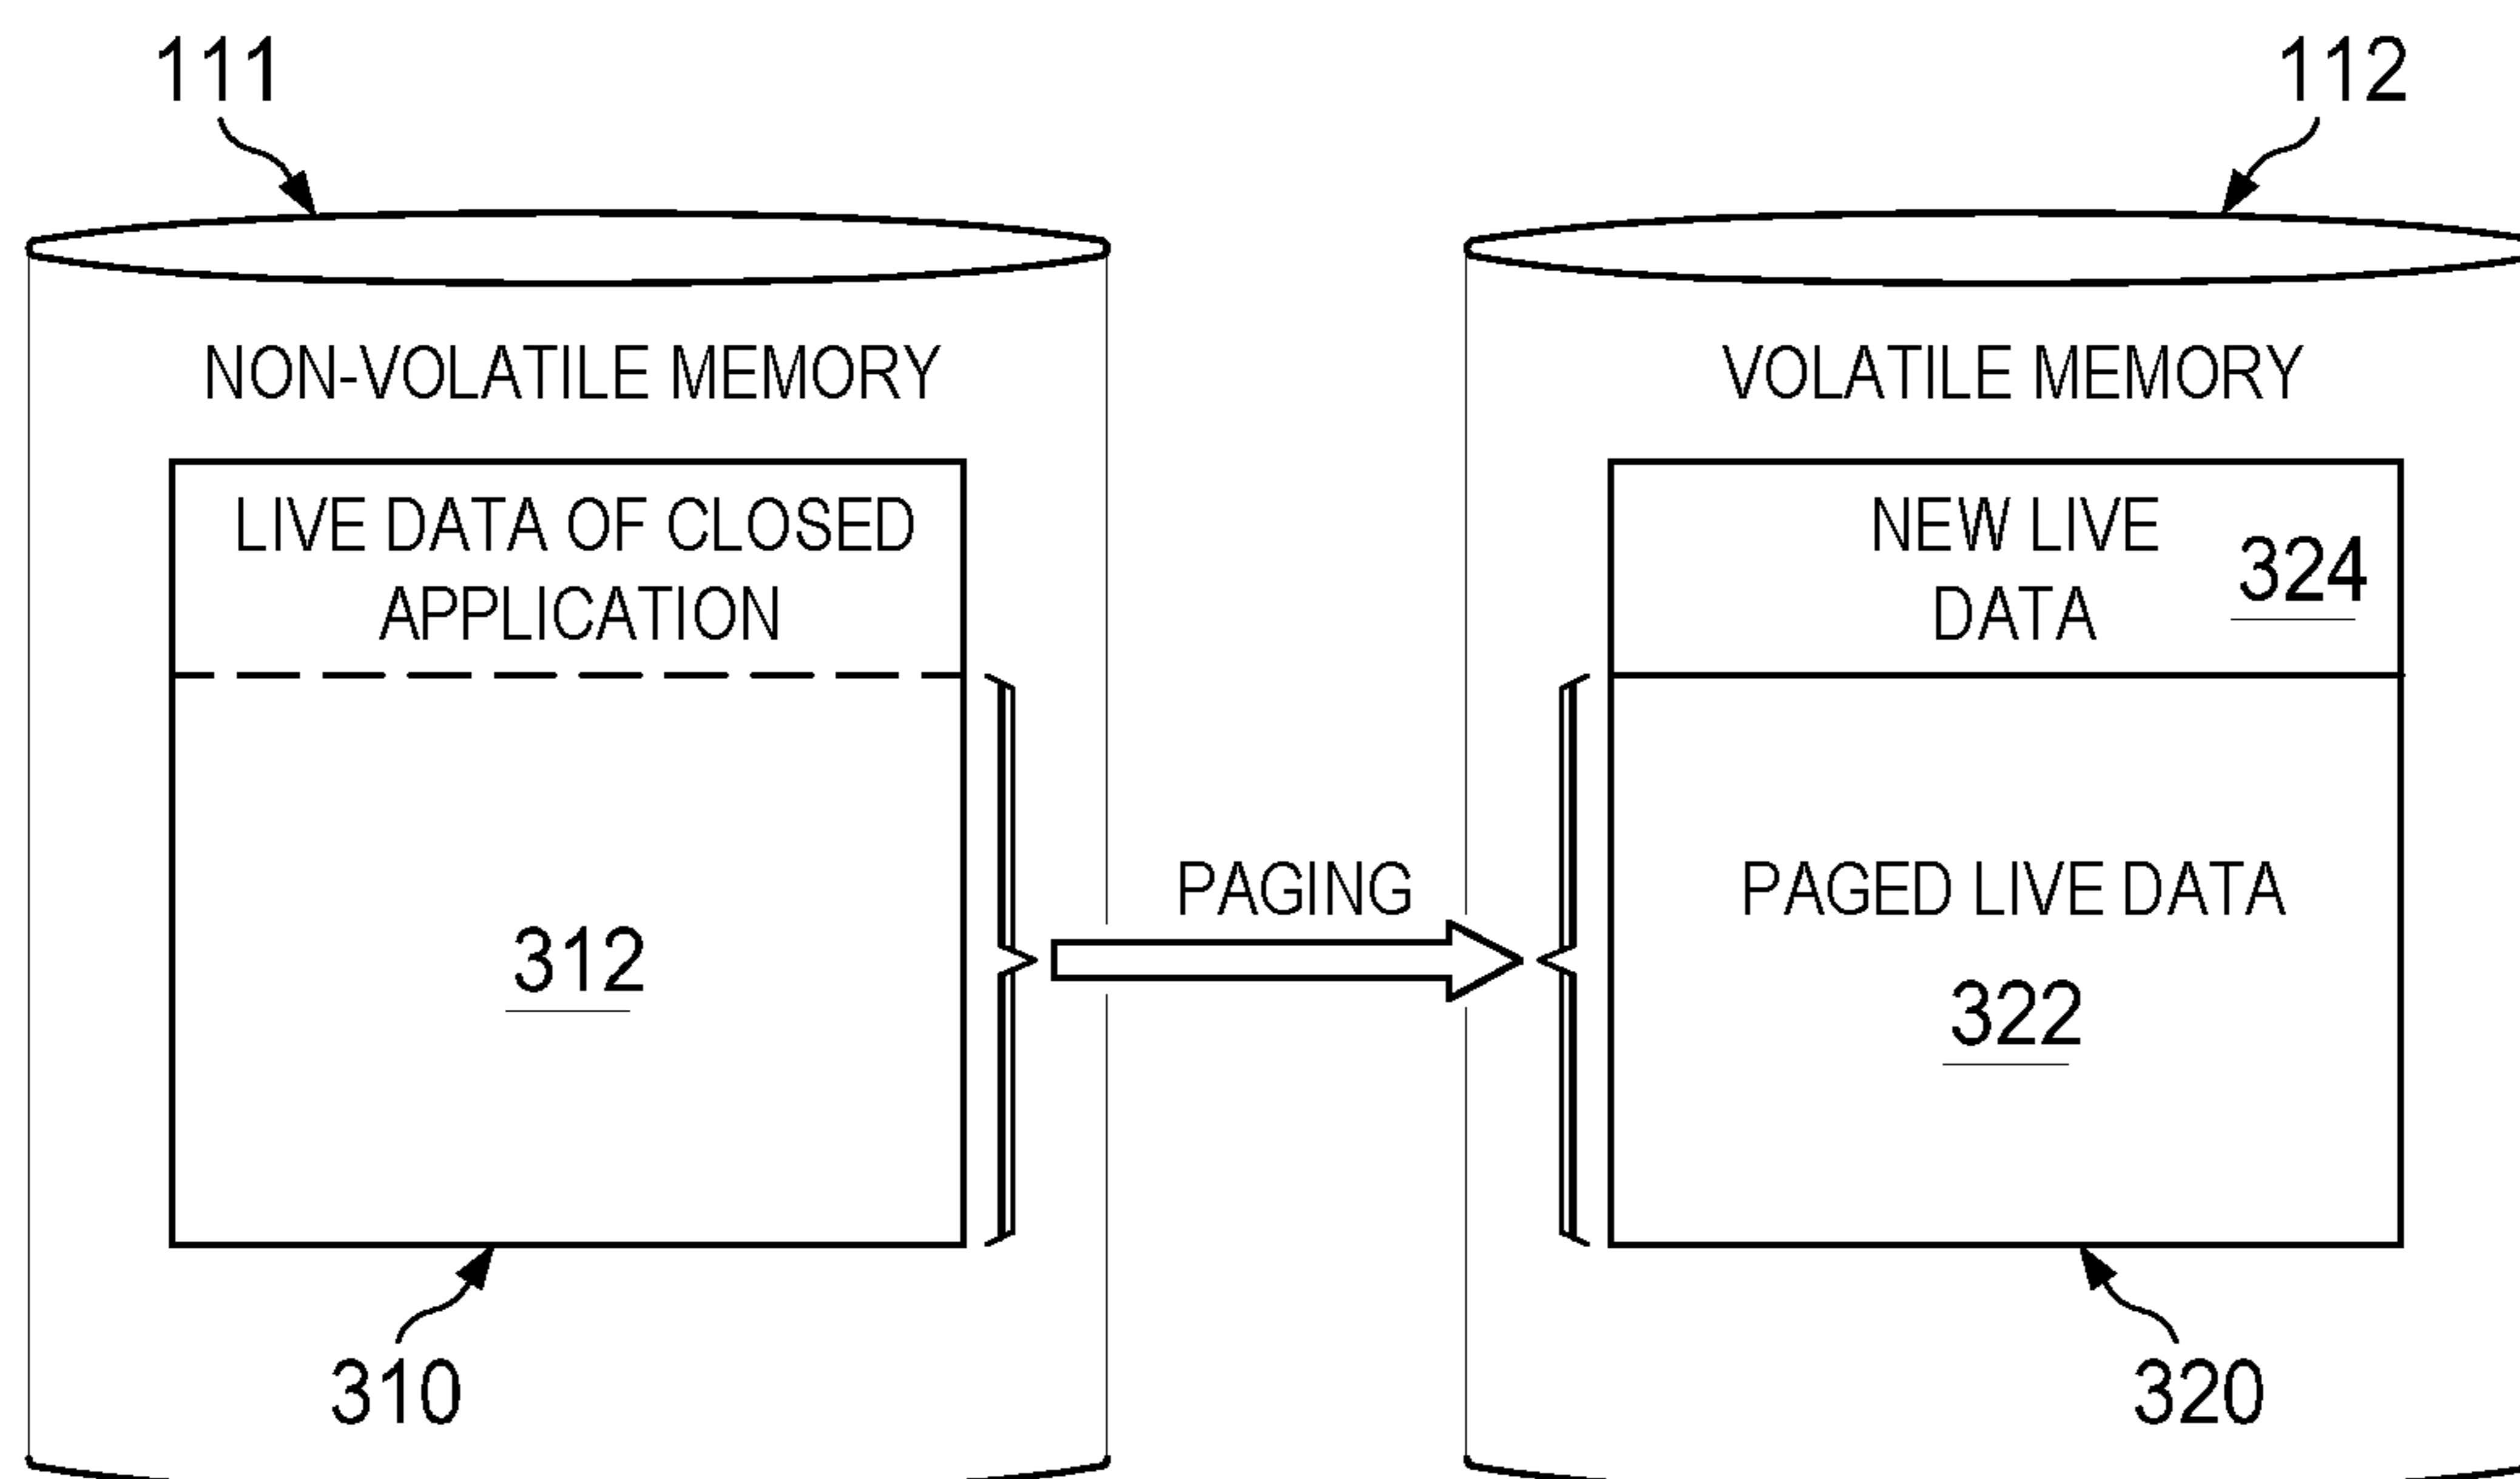 111
112
NON-VOLATILE MEMORY
VOLATILE MEMORY
LIVE DATA OF CLOSED
APPLICATION
312
310
PAGING
NEW LIVE
DATA
324
PAGED LIVE DATA
322
320